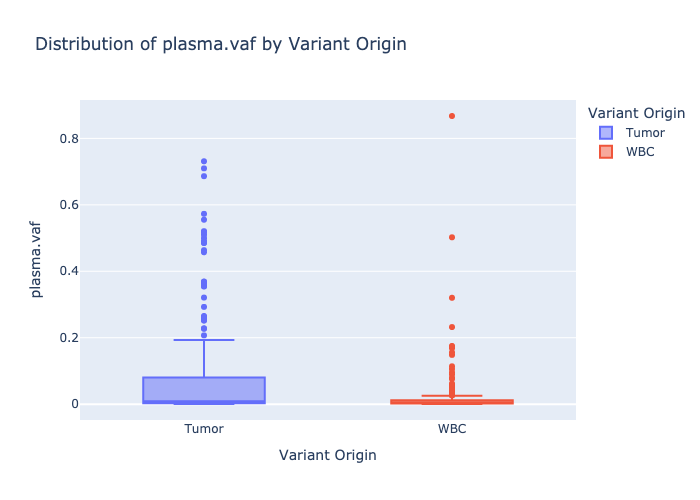 Distribution of plasma.vaf by Variant Origin
Variant Origin
Tumor
WBC
0.8
0.6
0.4
0.2
0
plasma.vaf
Tumor
WBC
Variant Origin